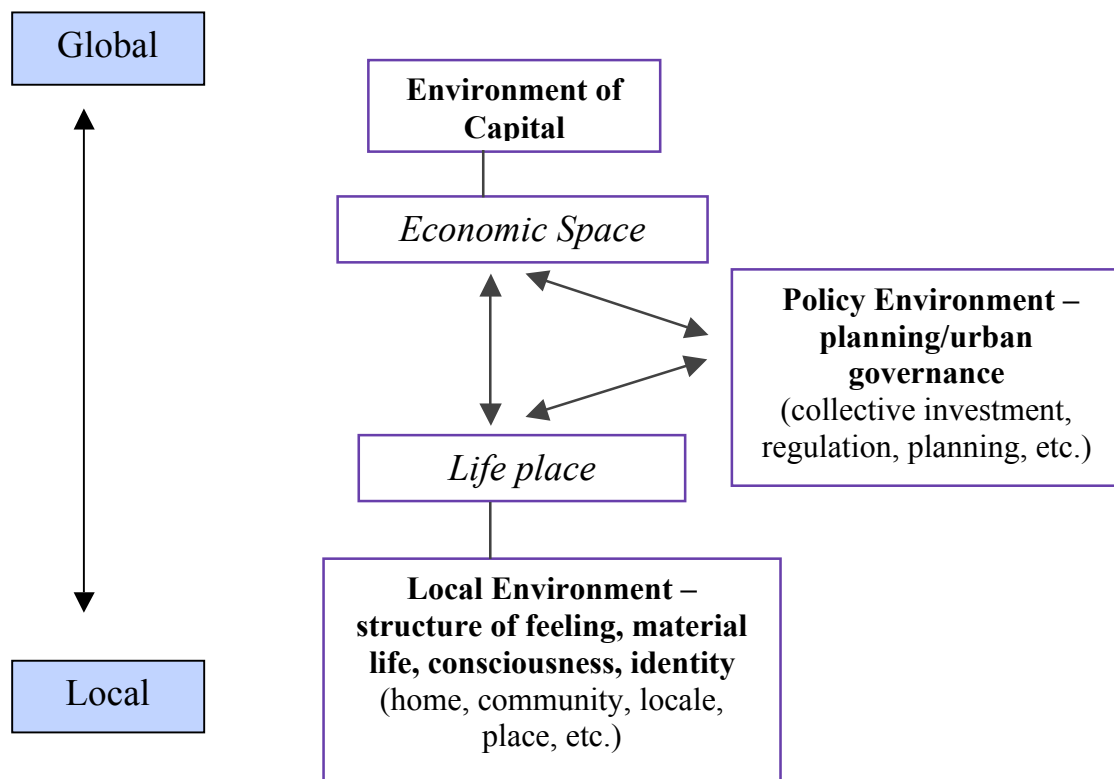 Global
Environment of
Capital
Economic Space
Policy Environment –
planning/urban
governance
(collective investment,
regulation, planning, etc.)
Life place
Local Environment –
structure of feeling, material
life, consciousness, identity
(home, community, locale,
place, etc.)
Local